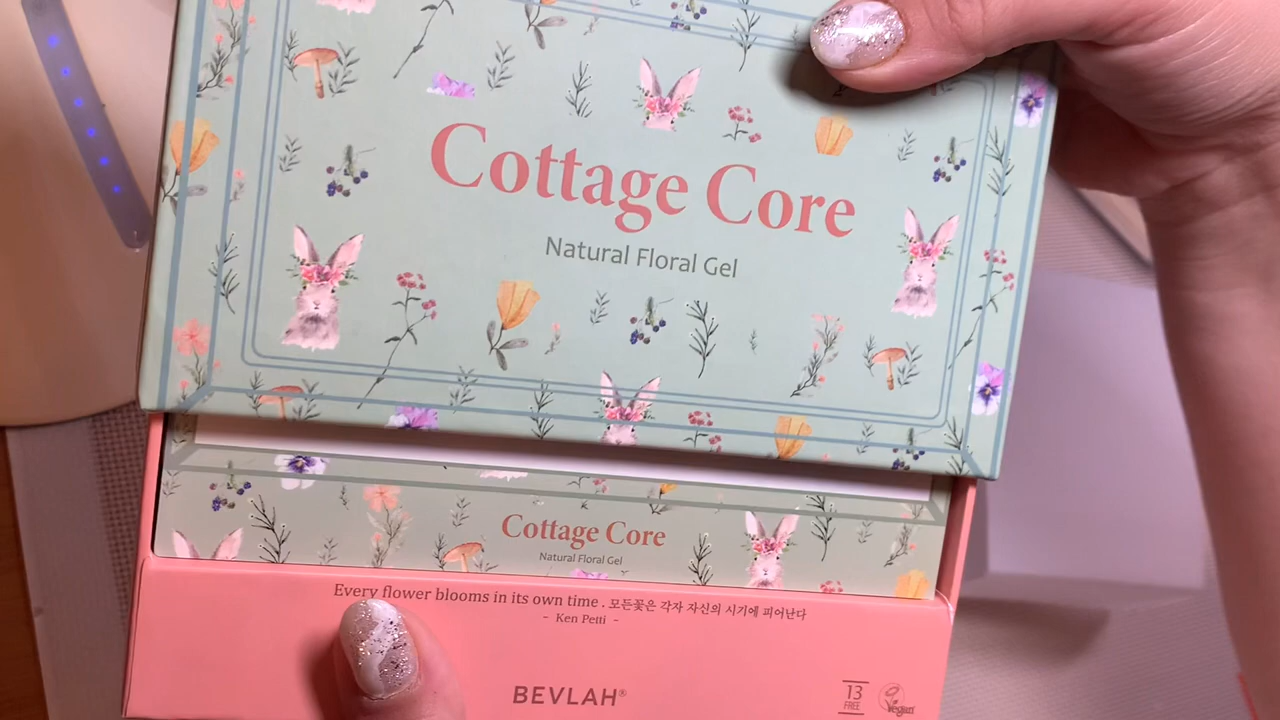 Cottage Core
Natural Floral Gel
Cottage Core
Natural Floral Gel
Every flower blooms in its own time . 모든꽃은 각자 자신의 시기에 피어난다
- Ken Petti -
BEVLAH®
13
FREE
Vegan